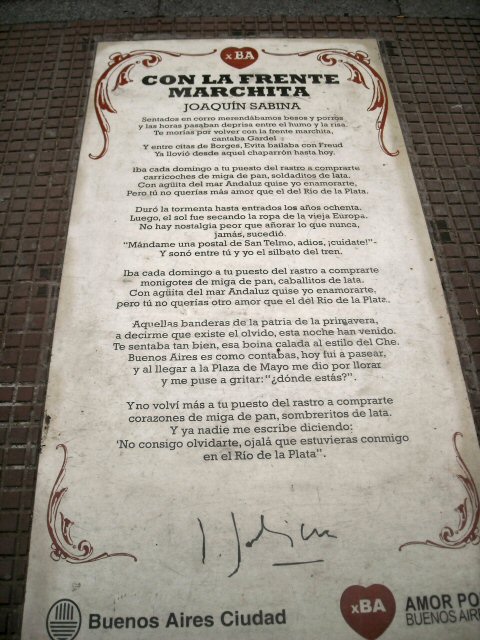 xBA
CON LA FRENTE
MARCHITA
JOAQUÍN SABINA
Sentados en corro merendábamos besos y porros
y las horas pasaban deprisa entre el humo y la risa.
Te morías por volver con la frente marchita,
cantaba Gardel
Y entre citas de Borges, Evita bailaba con Freud
Ya llovió desde aquel chaparrón hasta hoy.
Iba cada domingo a tu puesto del rastro a comprarte
carricoches de miga de pan, soldaditos de lata.
Con agüita del mar Andaluz quise yo enamorarte,
Pero tú no querías más amor que el del Río de la Plata.
Duró la tormenta hasta entrados los años ochenta.
Luego, el sol fue secando la ropa de la vieja Europa.
No hay nostalgia peor que añorar lo que nunca,
jamás, sucedió.
"Mándame una postal de San Telmo, adios, ¡cuidate!"-
Y sonó entre tú y yo el silbato del tren.
Iba cada domingo a tu puesto del rastro a comprarte
monigotes de miga de pan, caballitos de lata.
Con agüita del mar Andaluz quise yo enamorarte,
pero tú no querías otro amor que el del Río de la Plata.
Aquellas banderas de la patria de la primavera,
a decirme que existe el olvido, esta noche han venido.
Te sentaba tan bien, esa boina calada al estilo del Che.
Buenos Aires es como contabas, hoy fui a pasear,
y al llegar a la Plaza de Mayo me dio por llorar
y me puse a gritar: "¿dónde estás?".
Y no volví más a tu puesto del rastro a comprarte
corazones de miga de pan, sombreritos de lata.
Y ya nadie me escribe diciendo:
"No consigo olvidarte, ojalá que estuvieras conmigo
en el Río de la Plata".
Buenos Aires Ciudad
xBA
AMOR PO
BUENOS AIRE